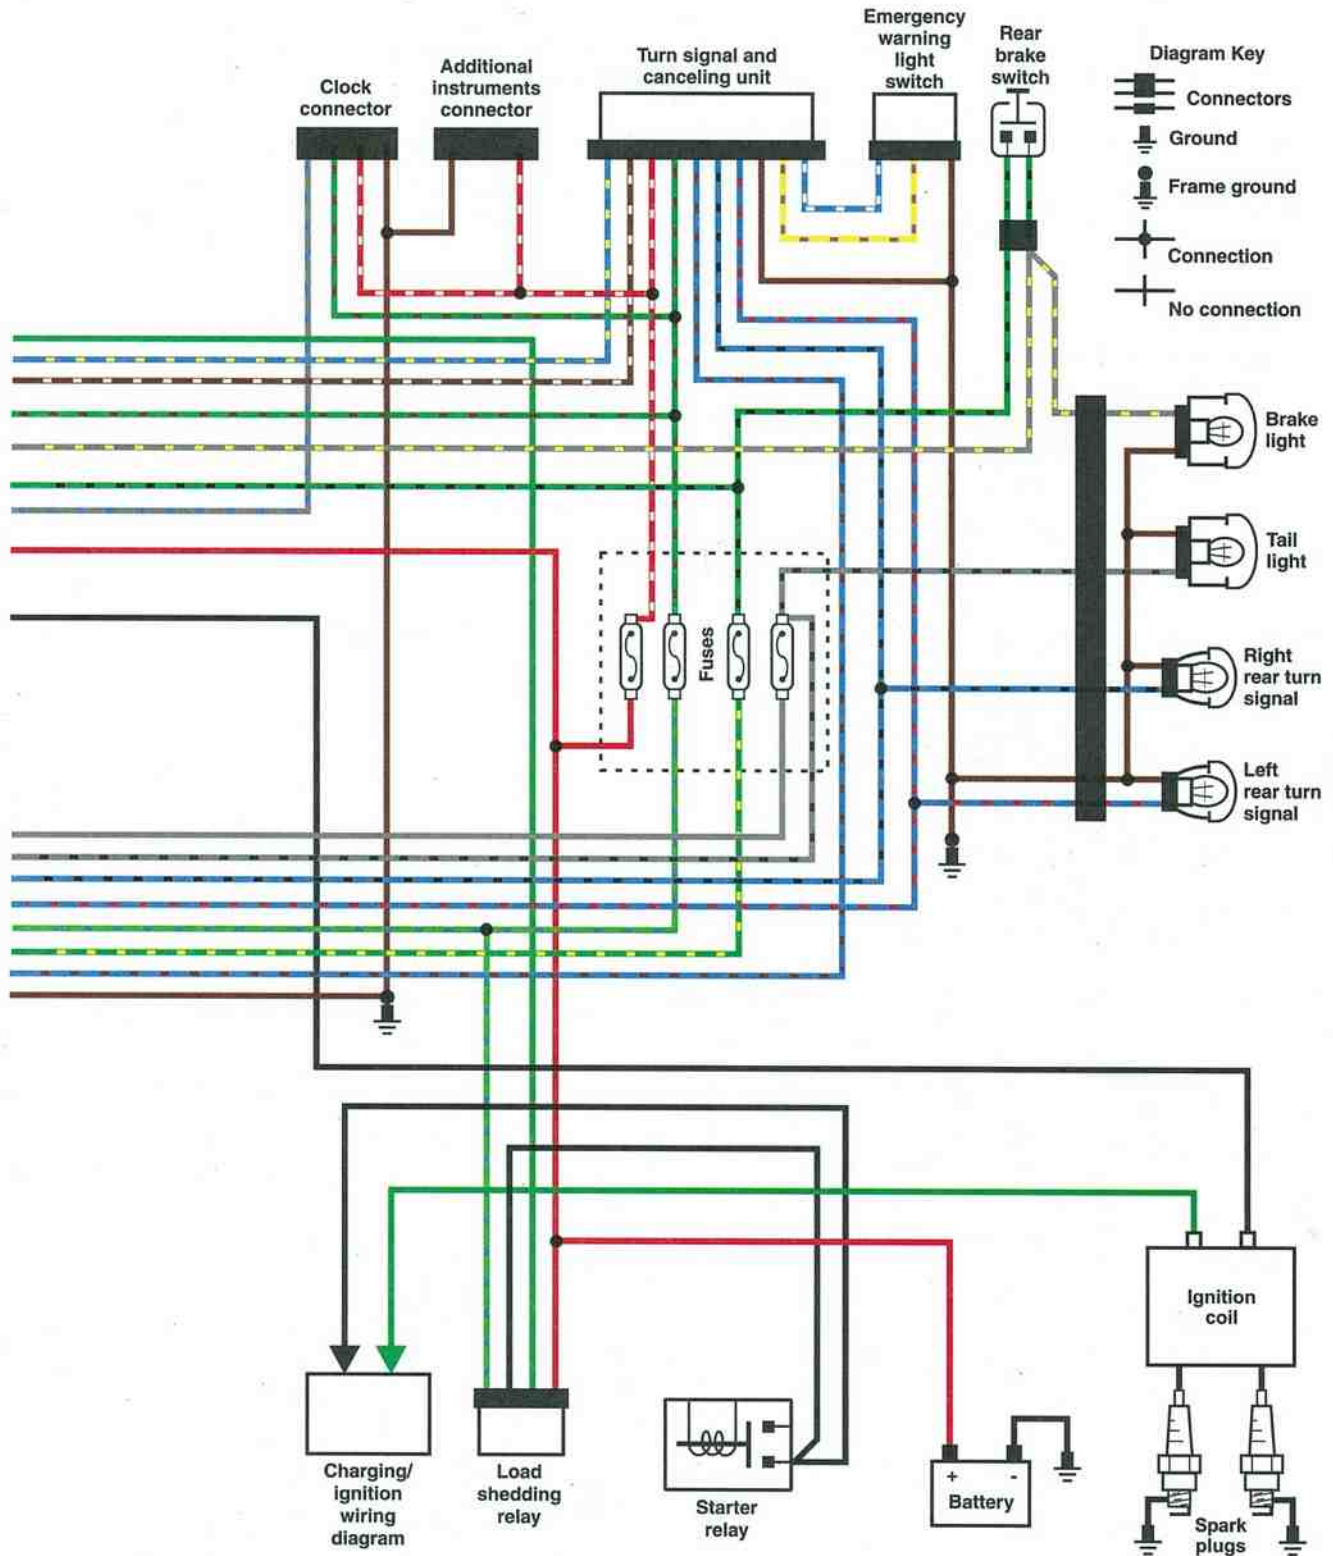 Clock
connector
Additional
instruments
connector
Turn signal and
canceling unit
Emergency
warning
light
switch
Rear
brake
switch
Diagram Key
Connectors
Ground
Frame ground
Connection
No connection
Brake
light
Tail
light
Right
rear turn
signal
Left
rear turn
signal
Fuses
Charging/
ignition
wiring
diagram
Load
shedding
relay
Starter
relay
+ -
Battery
Ignition
coil
Spark
plugs